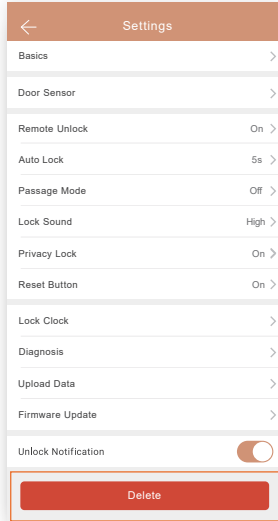 Settings
Basics
Door Sensor
Remote Unlock On
Auto Lock 5s
Passage Mode Off
Lock Sound High
Privacy Lock On
Reset Button On
Lock Clock
Diagnosis
Upload Data
Firmware Update
Unlock Notification
Delete